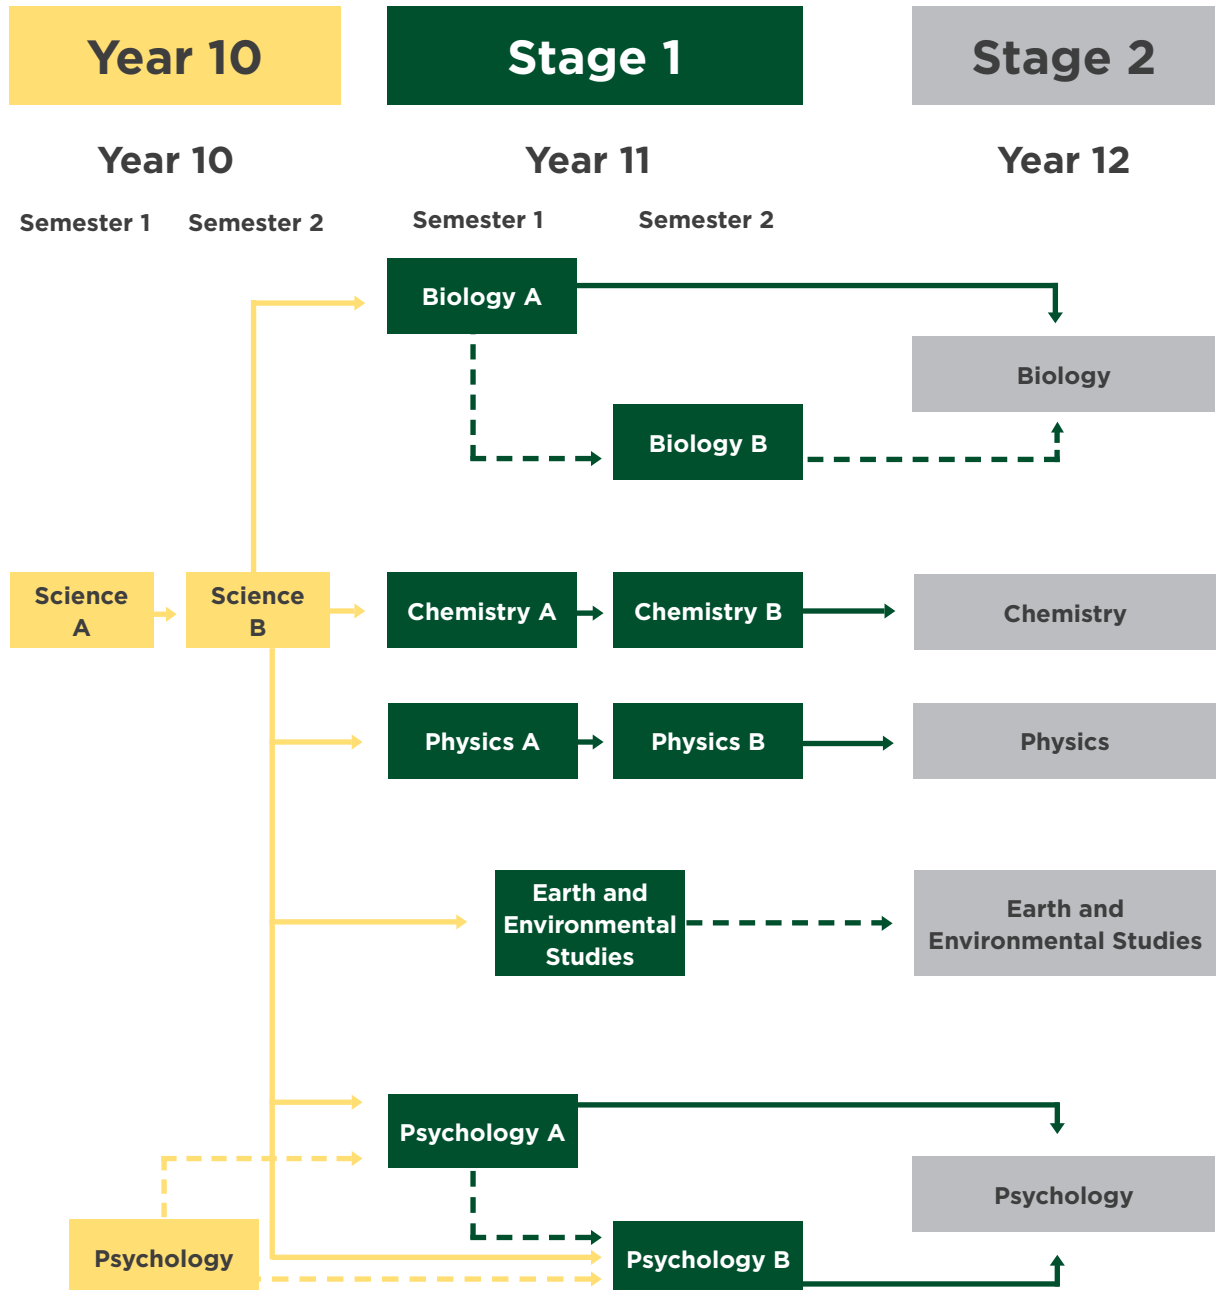 Year 10
Stage 1
Stage 2
Year 10
Year 11
Year 12
Semester 1
Semester 2
Semester 1
Semester 2
Biology A
Biology
Biology B
Science
A
Science
B
Chemistry A
Chemistry B
Chemistry
Physics A
Physics B
Physics
Earth and
Environmental
Studies
Earth and
Environmental Studies
Psychology A
Psychology
Psychology
Psychology B